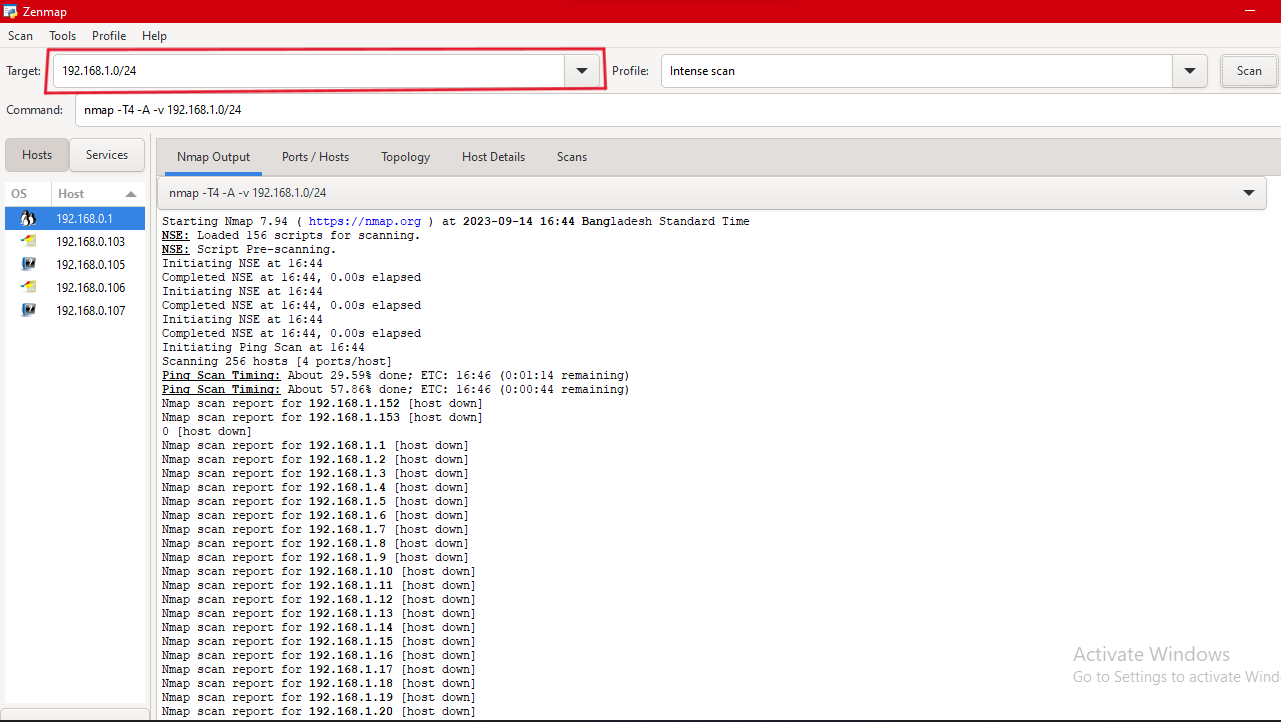 Zenmap
Scan Tools Profile Help
Target: 192.168.1.0/24 Profile: Intense scan Scan
Command: nmap -T4 -A -v 192.168.1.0/24
Hosts Services Nmap Output Ports / Hosts Topology Host Details Scans
OS Host
nmap -T4 -A -v 192.168.1.0/24
192.168.0.1
192.168.0.103
192.168.0.105
192.168.0.106
192.168.0.107
Starting Nmap 7.94 ( https://nmap.org ) at 2023-09-14 16:44 Bangladesh Standard Time
NSE: Loaded 156 scripts for scanning.
NSE: Script Pre-scanning.
Initiating NSE at 16:44
Completed NSE at 16:44, 0.00s elapsed
Initiating NSE at 16:44
Completed NSE at 16:44, 0.00s elapsed
Initiating NSE at 16:44
Completed NSE at 16:44, 0.00s elapsed
Initiating Ping Scan at 16:44
Scanning 256 hosts [4 ports/host]
Ping Scan Timing: About 29.59% done; ETC: 16:46 (0:01:14 remaining)
Ping Scan Timing: About 57.86% done; ETC: 16:46 (0:00:44 remaining)
Nmap scan report for 192.168.1.152 [host down]
Nmap scan report for 192.168.1.153 [host down]
0 [host down]
Nmap scan report for 192.168.1.1 [host down]
Nmap scan report for 192.168.1.2 [host down]
Nmap scan report for 192.168.1.3 [host down]
Nmap scan report for 192.168.1.4 [host down]
Nmap scan report for 192.168.1.5 [host down]
Nmap scan report for 192.168.1.6 [host down]
Nmap scan report for 192.168.1.7 [host down]
Nmap scan report for 192.168.1.8 [host down]
Nmap scan report for 192.168.1.9 [host down]
Nmap scan report for 192.168.1.10 [host down]
Nmap scan report for 192.168.1.11 [host down]
Nmap scan report for 192.168.1.12 [host down]
Nmap scan report for 192.168.1.13 [host down]
Nmap scan report for 192.168.1.14 [host down]
Nmap scan report for 192.168.1.15 [host down]
Nmap scan report for 192.168.1.16 [host down]
Nmap scan report for 192.168.1.17 [host down]
Nmap scan report for 192.168.1.18 [host down]
Nmap scan report for 192.168.1.19 [host down]
Nmap scan report for 192.168.1.20 [host down]
Activate Windows
Go to Settings to activate Wind